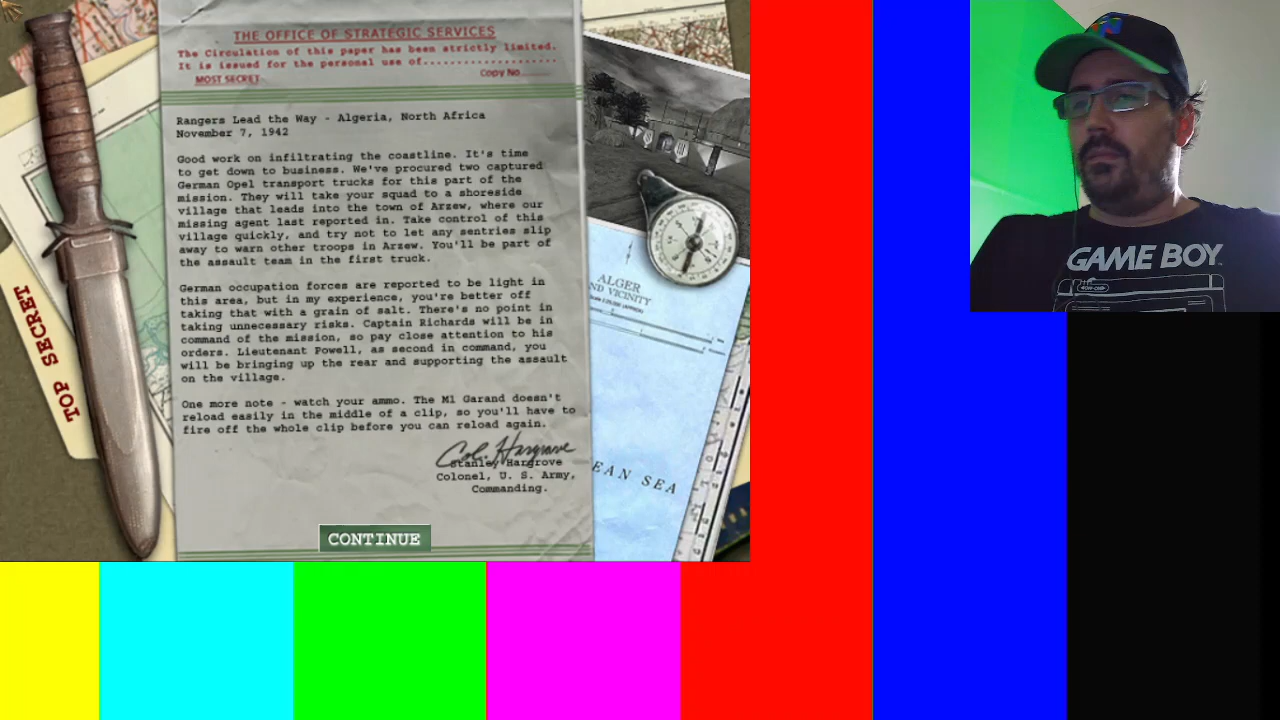 THE OFFICE OF STRATEGIC SERVICES
The Circulation of this paper has been strictly limited.
It is issued for the personal use of...................
MOST SECRET
Copy No........
Rangers Lead the Way - Algeria, North Africa
November 7, 1942
Good work on infiltrating the coastline. It's time
to get down to business. We've procured two captured
German Opel transport trucks for this part of the
mission. They will take your squad to a shoreside
village that leads into the town of Arzew, where our
missing agent last reported in. Take control of this
village quickly, and try not to let any sentries slip
away to warn other troops in Arzew. You'll be part of
the assault team in the first truck.
German occupation forces are reported to be light in
this area, but in my experience, you're better off
taking that with a grain of salt. There's no point in
taking unnecessary risks. Captain Richards will be in
command of the mission, so pay close attention to his
orders. Lieutenant Powell, as second in command, you
will be bringing up the rear and supporting the assault
on the village.
One more note - watch your ammo. The M1 Garand doesn't
reload easily in the middle of a clip, so you'll have to
fire off the whole clip before you can reload again.
Col. Hargrove
Stanley Hargrove
Colonel, U. S. Army,
Commanding.
CONTINUE
TOP SECRET
ALGER
ND VICINITY
EAN SEA
GAME BOY